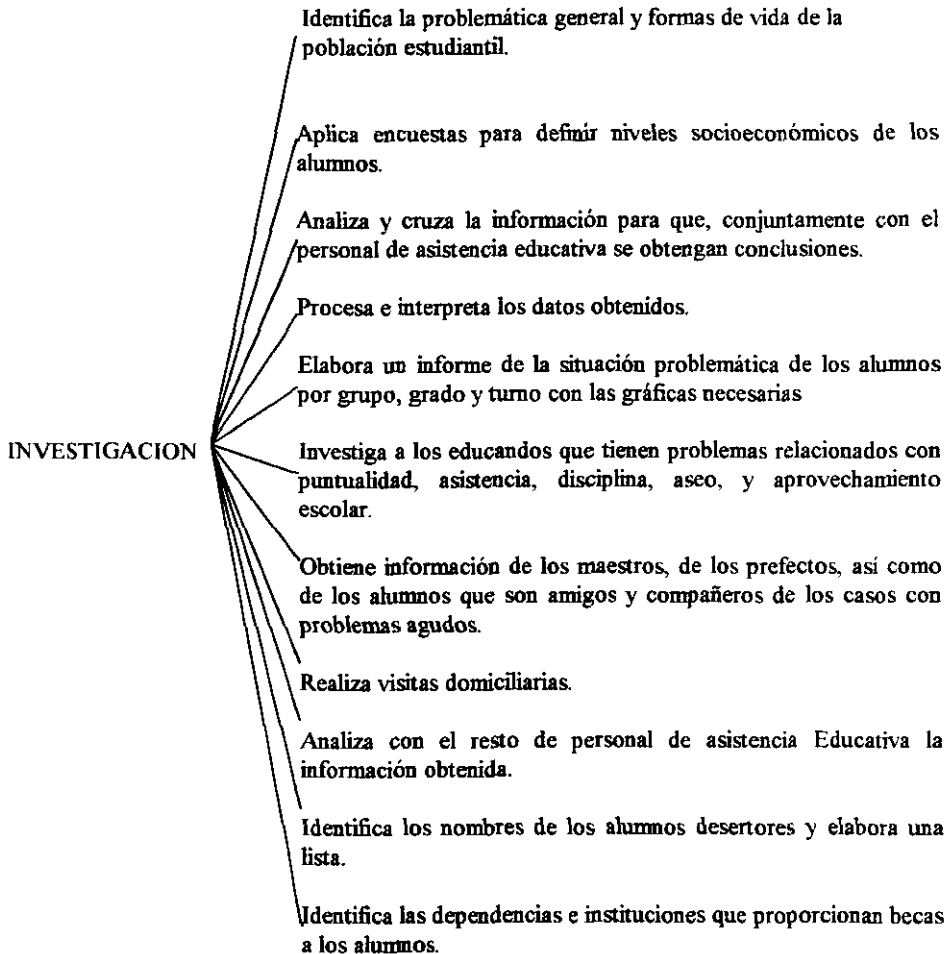 Identifica la problemática general y formas de vida de la
población estudiantil.
Aplica encuestas para definir niveles socioeconómicos de los
alumnos.
Analiza y cruza la información para que, conjuntamente con el
personal de asistencia educativa se obtengan conclusiones.
Procesa e interpreta los datos obtenidos.
Elabora un informe de la situación problemática de los alumnos
por grupo, grado y turno con las gráficas necesarias
INVESTIGACION
Investiga a los educandos que tienen problemas relacionados con
puntualidad, asistencia, disciplina, aseo, y aprovechamiento
escolar.
Obtiene información de los maestros, de los prefectos, así como
de los alumnos que son amigos y compañeros de los casos con
problemas agudos.
Realiza visitas domiciliarias.
Analiza con el resto de personal de asistencia Educativa la
información obtenida.
Identifica los nombres de los alumnos desertores y elabora una
lista.
Identifica las dependencias e instituciones que proporcionan becas
a los alumnos.